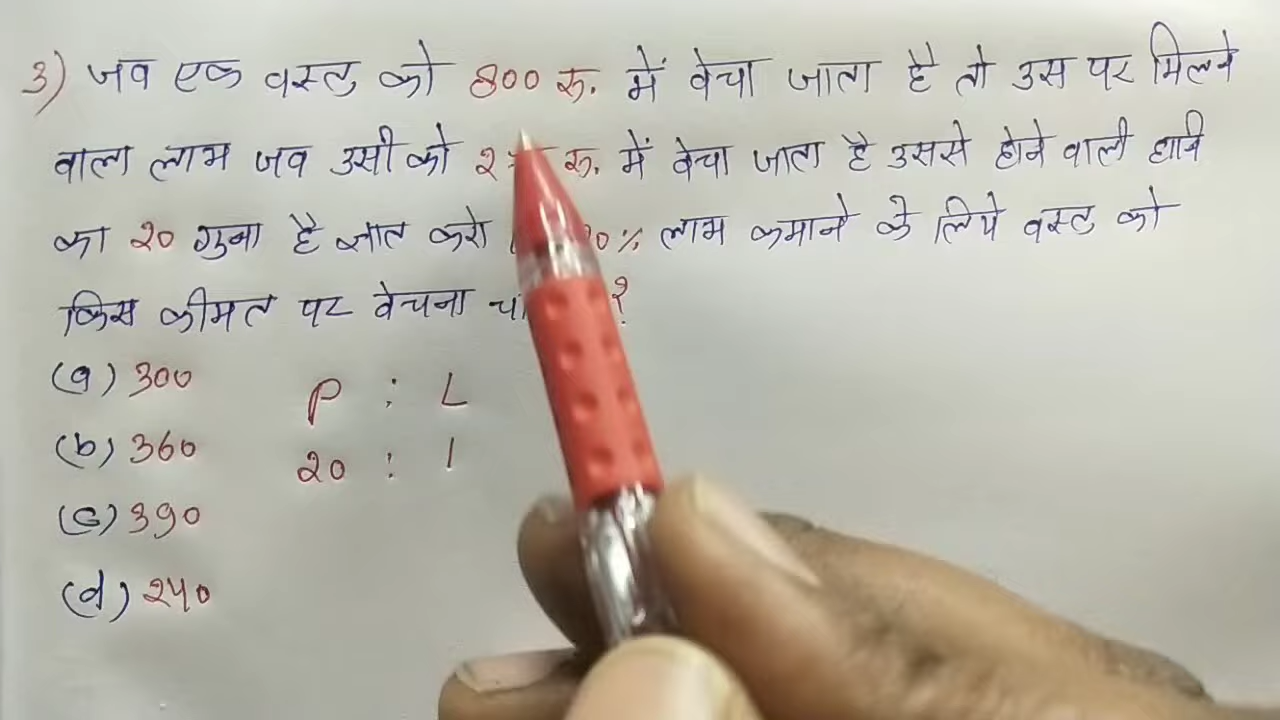 3) जब एक वस्तु को 800 रु. में बेचा जाता है तो उस पर मिलने
वाला लाभ जब उसी को रु. में बेचा जाता है उससे होने वाली हानि
का 20 गुना है ज्ञात करो लाभ कमाने के लिये वस्तु को
किस कीमत पर बेचना ?
(a) 300
(b) 360
(c) 390
(d) 240
P : L
20 : 1